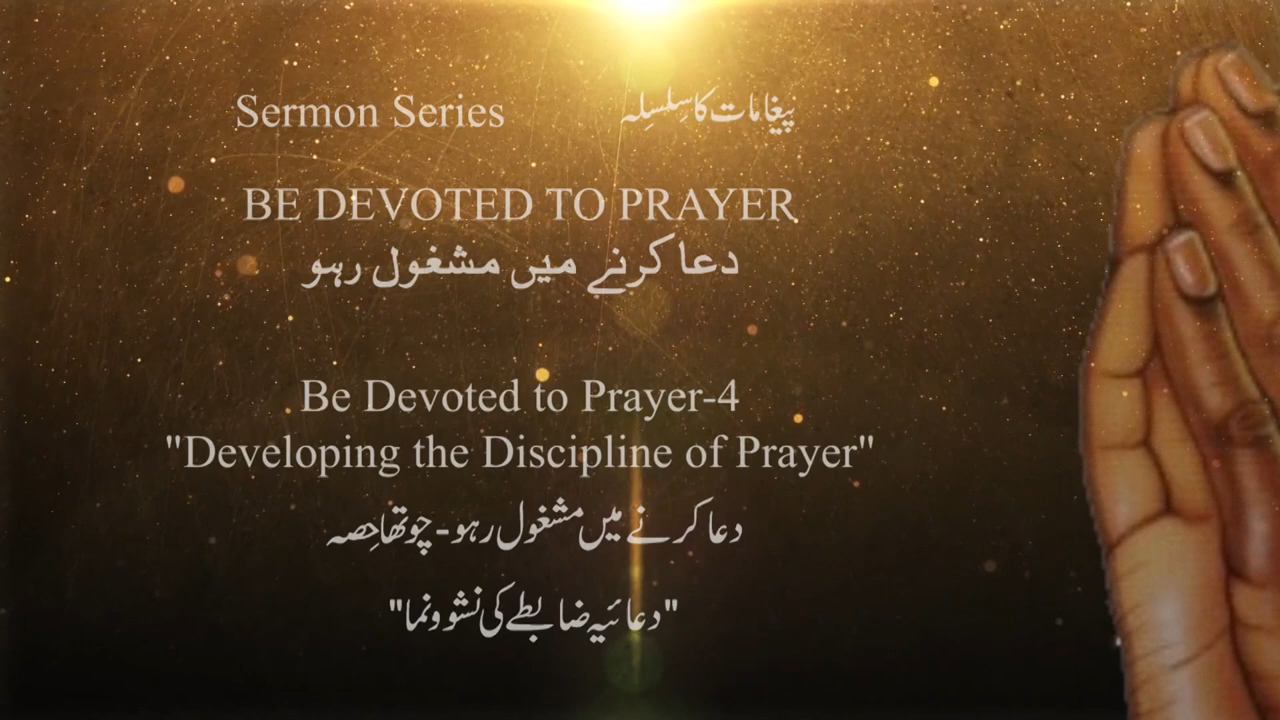 Sermon Series پیغامات کا سِلسِلہ
BE DEVOTED TO PRAYER
دعا کرنے میں مشغول رہو
Be Devoted to Prayer-4
"Developing the Discipline of Prayer"
دعا کرنے میں مشغول رہو - چوتھا حِصہ
"دعائیہ ضابطے کی نشوونما"